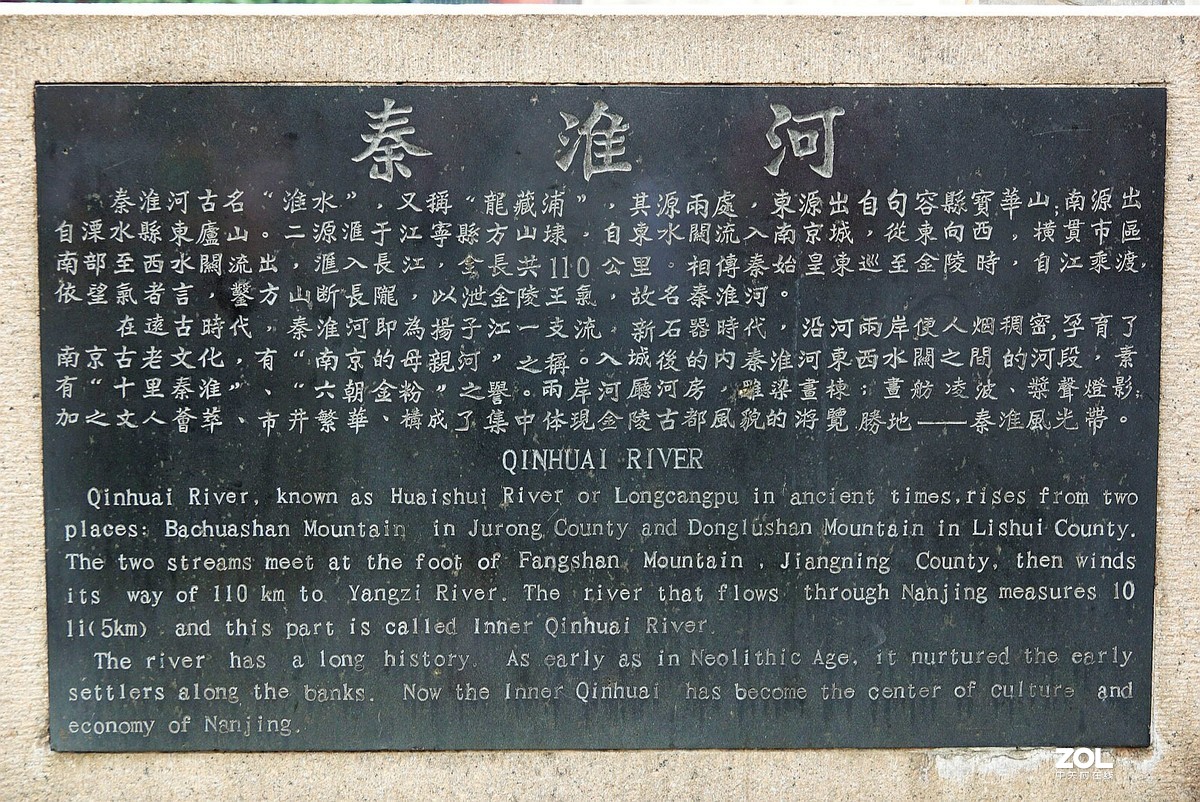 秦淮河
秦淮河古名“淮水”，又稱“龍藏浦”，其源兩處，東源出自句容縣寶華山；南源出
自溧水縣東廬山。二源滙于江寧縣方山埭，自東水關流入南京城，從東向西，橫貫市區
南部至西水關流出，滙入長江，全長共110公里。相傳秦始皇東巡至金陵時，自江乘渡，
依望氣者言，鑿方山断長隴，以泄金陵王氣，故名秦淮河。
在遠古時代，秦淮河即為揚子江一支流。新石器時代，沿河兩岸便人烟稠密，孕育了
南京古老文化，有“南京的母親河”之稱。入城後的内秦淮河東西水關之間的河段，素
有“十里秦淮”、“六朝金粉”之譽。兩岸河廳河房，雕梁畫棟；畫舫凌波、槳聲燈影；
加之文人薈萃、市井繁華、構成了集中体現金陵古都風貌的游覽勝地——秦淮風光帶。
QINHUAI RIVER
Qinhuai River, known as Huaishui River or Longcangpu in ancient times, rises from two
places: Baohuashan Mountain in Jurong County and Donglushan Mountain in Lishui County.
The two streams meet at the foot of Fangshan Mountain , Jiangning County, then winds
its way of 110 km to Yangzi River. The river that flows through Nanjing measures 10
li(5km) and this part is called Inner Qinhuai River.
The river has a long history. As early as in Neolithic Age, it nurtured the early
settlers along the banks. Now the Inner Qinhuai has become the center of culture and
economy of Nanjing.
ZOL
中关村在线